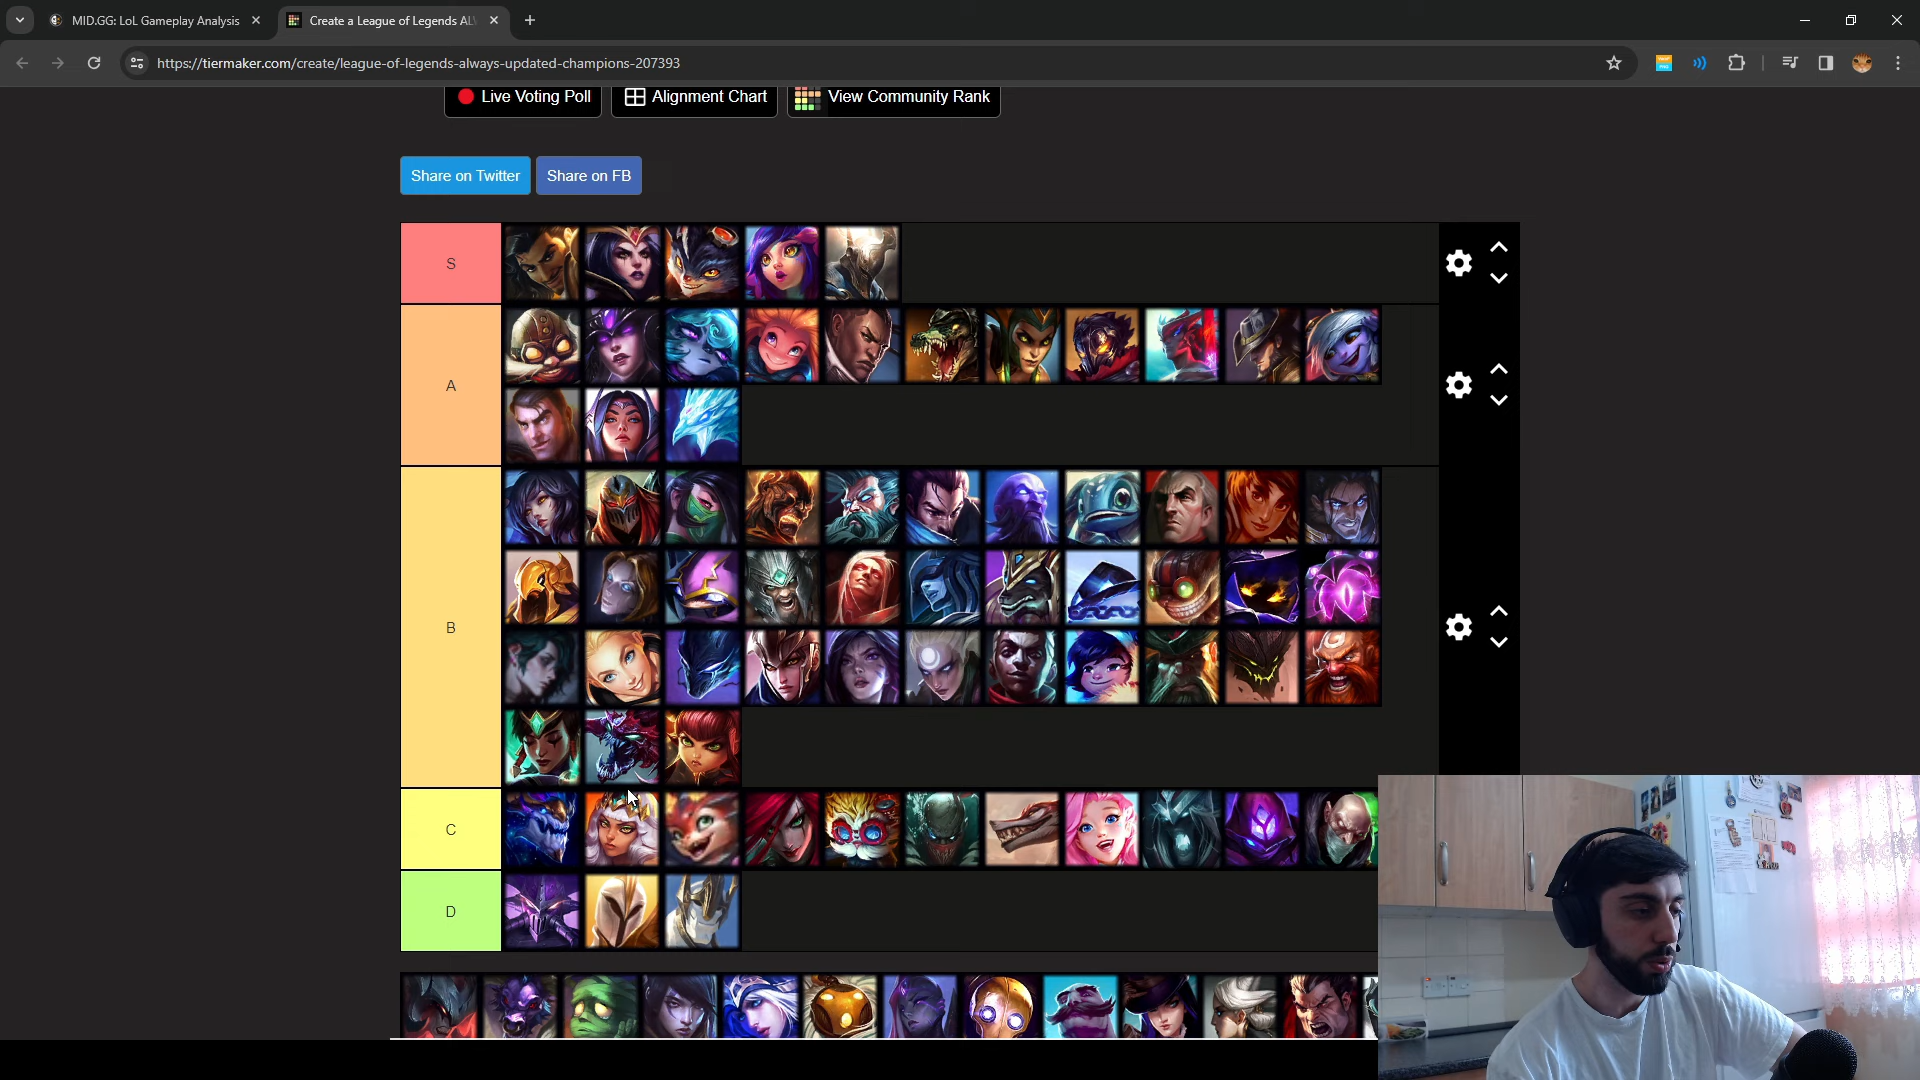 MID.GG: LoL Gameplay Analysis
Create a League of Legends AL
https://tiermaker.com/create/league-of-legends-always-updated-champions-207393
Live Voting Poll
Alignment Chart
View Community Rank
Share on Twitter
Share on FB
S
A
B
C
D